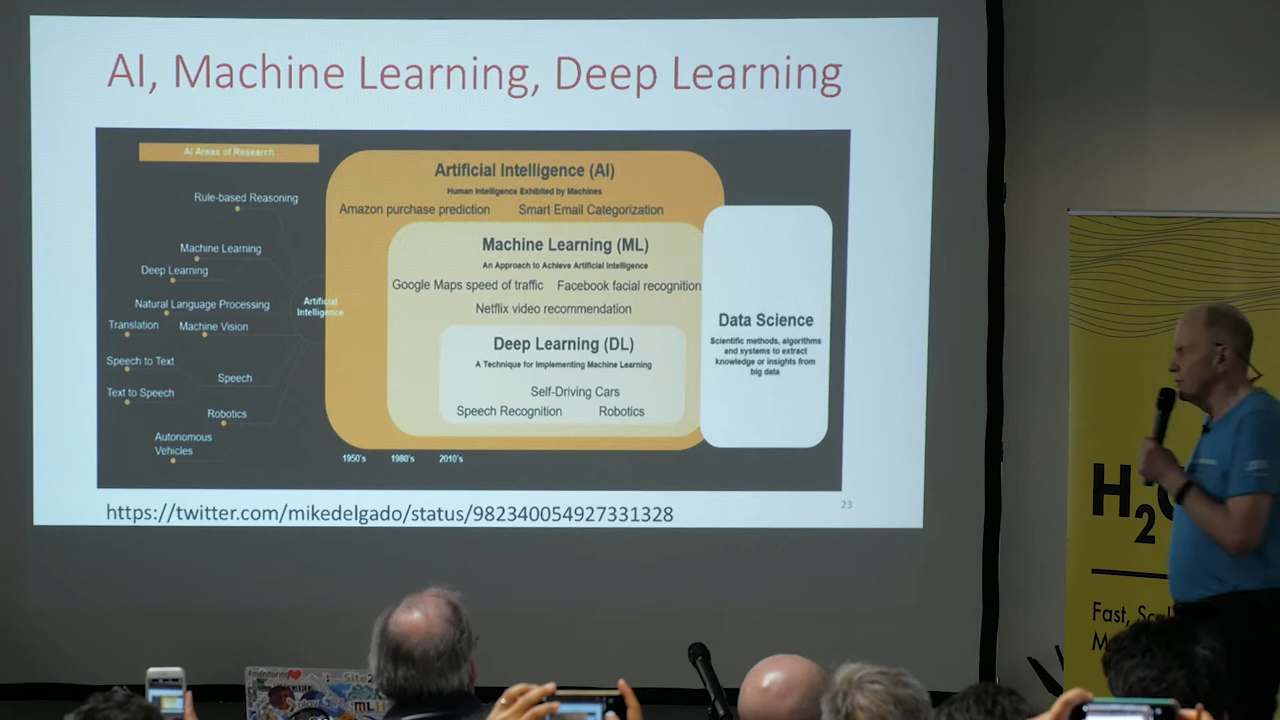 AI, Machine Learning, Deep Learning
AI Areas of Research
Rule-based Reasoning
Machine Learning
Deep Learning
Natural Language Processing
Translation
Machine Vision
Speech to Text
Speech
Text to Speech
Robotics
Autonomous
Vehicles
Artificial
Intelligence
Artificial Intelligence (AI)
Human Intelligence Exhibited by Machines
Amazon purchase prediction
Smart Email Categorization
Machine Learning (ML)
An Approach to Achieve Artificial Intelligence
Google Maps speed of traffic
Facebook facial recognition
Netflix video recommendation
Deep Learning (DL)
A Technique for Implementing Machine Learning
Self-Driving Cars
Speech Recognition
Robotics
Data Science
Scientific methods, algorithms
and systems to extract
knowledge or insights from
big data
1950's
1980's
2010's
https://twitter.com/mikedelgado/status/982340054927331328
23
H2
Fast,